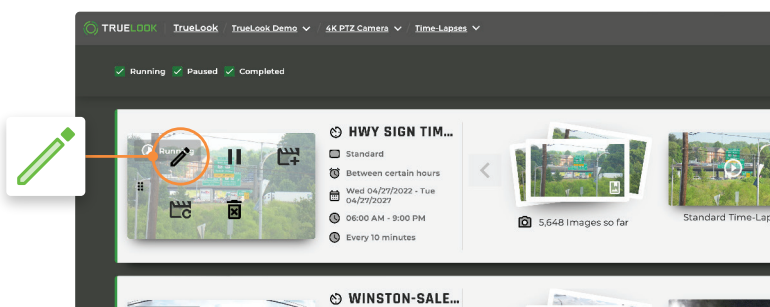 TRUELOOK TrueLook TrueLook Demo 4K PTZ Camera Time-Lapses
Running Paused Completed
Running
HWY SIGN TIM...
Standard
Between certain hours
Wed 04/27/2022 - Tue
04/27/2027
06:00 AM - 9:00 PM
Every 10 minutes
5,648 Images so far
Standard Time-Lap
WINSTON-SALE...